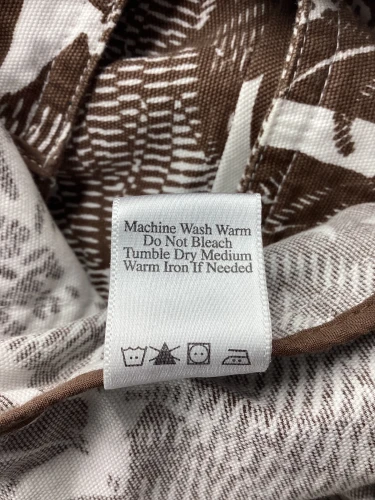 Machine Wash Warm
Do Not Bleach
Tumble Dry Medium
Warm Iron If Needed